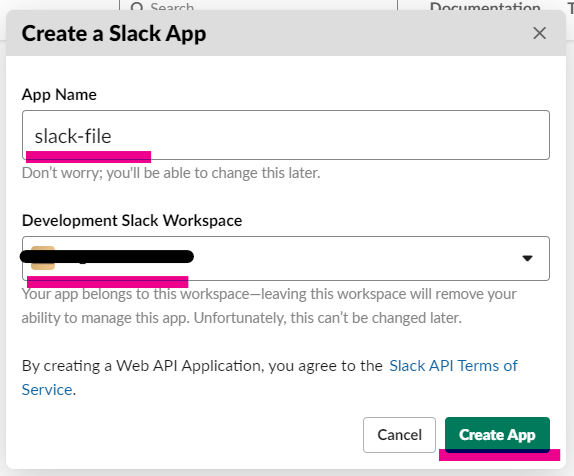 Search
Documentation
Create a Slack App
App Name
slack-file
Don't worry; you'll be able to change this later.
Development Slack Workspace
Your app belongs to this workspace—leaving this workspace will remove your
ability to manage this app. Unfortunately, this can't be changed later.
By creating a Web API Application, you agree to the Slack API Terms of
Service.
Cancel
Create App